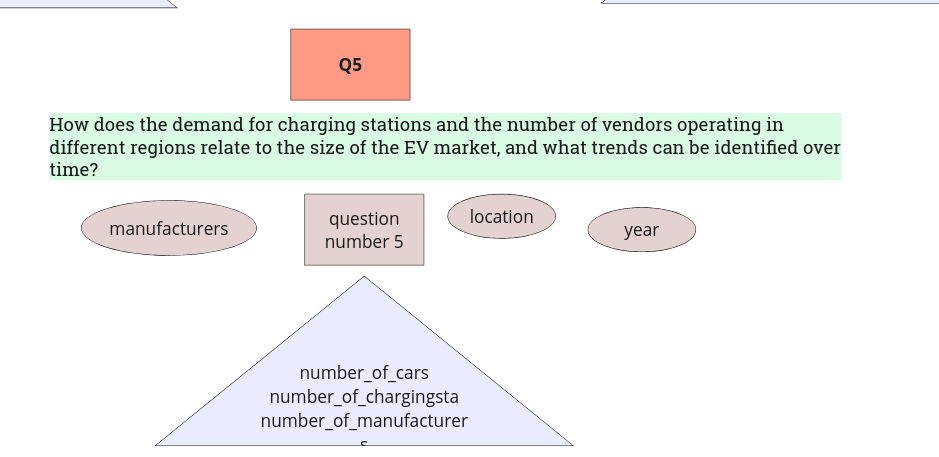 Q5
How does the demand for charging stations and the number of vendors operating in
different regions relate to the size of the EV market, and what trends can be identified over
time?
manufacturers
question
number 5
location
year
number_of_cars
number_of_chargingsta
number_of_manufacturer
s